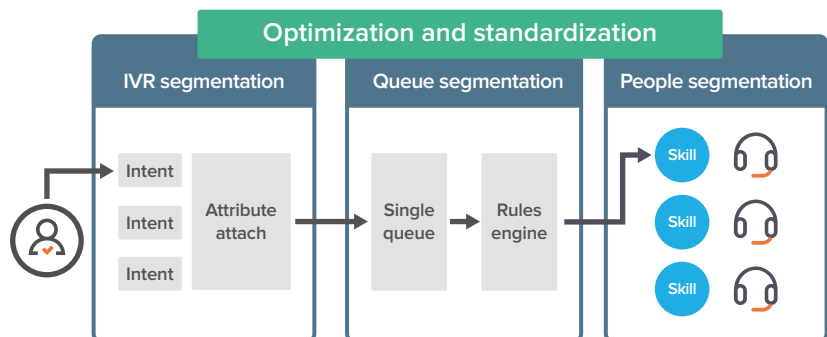 Optimization and standardization
IVR segmentation
Queue segmentation
People segmentation
Intent
Intent
Intent
Attribute
attach
Single
queue
Rules
engine
Skill
Skill
Skill